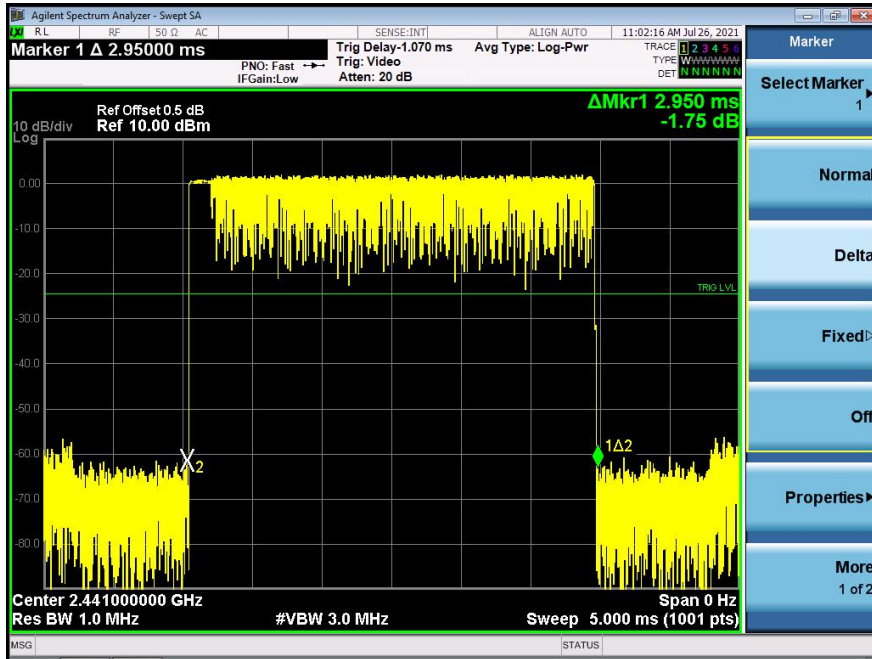 Agilent Spectrum Analyzer - Swept SA
LXI RL RF 50 Ω AC SENSE:INT ALIGN AUTO 11:02:16 AM Jul 26, 2021
Marker 1 Δ 2.95000 ms
PNO: Fast
IFGain:Low
Trig Delay-1.070 ms
Trig: Video
Atten: 20 dB
Avg Type: Log-Pwr
TRACE 1 2 3 4 5 6
TYPE WWWWWW
DET N N N N N N
ΔMkr1 2.950 ms
-1.75 dB
Ref Offset 0.5 dB
10 dB/div Ref 10.00 dBm
Log
0.00
-10.0
-20.0
TRIG LVL
-30.0
-40.0
-50.0
-60.0
2
1Δ2
-70.0
-80.0
Center 2.441000000 GHz
Span 0 Hz
Res BW 1.0 MHz
#VBW 3.0 MHz
Sweep 5.000 ms (1001 pts)
MSG
STATUS
Marker
Select Marker
1
Normal
Delta
Fixed
Off
Properties
More
1 of 2